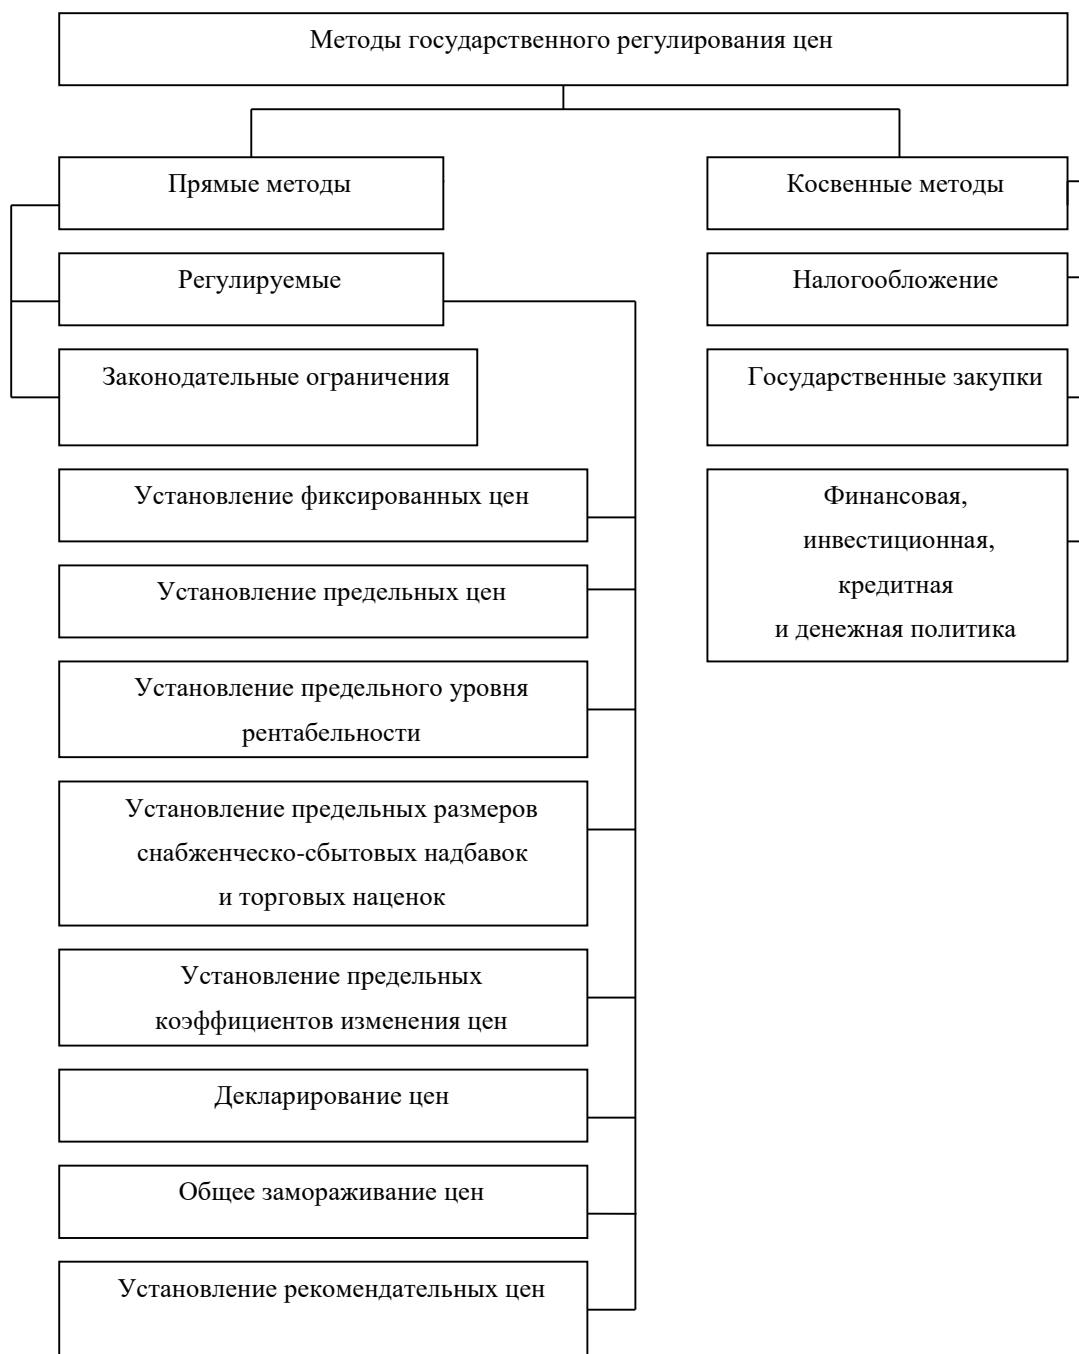 Методы государственного регулирования цен
Прямые методы
Косвенные методы
Регулируемые
Налогообложение
Законодательные ограничения
Государственные закупки
Установление фиксированных цен
Финансовая,
инвестиционная,
кредитная
и денежная политика
Установление предельных цен
Установление предельного уровня
рентабельности
Установление предельных размеров
снабженческо-сбытовых надбавок
и торговых наценок
Установление предельных
коэффициентов изменения цен
Декларирование цен
Общее замораживание цен
Установление рекомендательных цен